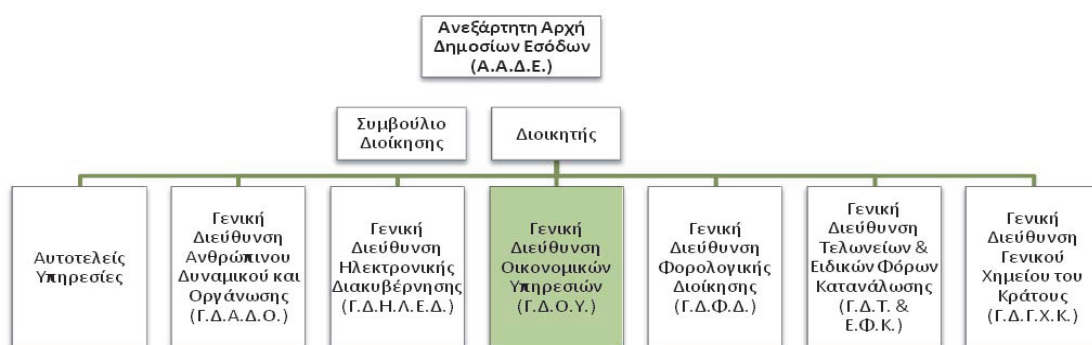 Ανεξάρτητη Αρχή
Δημοσίων Εσόδων
(Α.Α.Δ.Ε.)
Συμβούλιο
Διοίκησης
Διοικητής
Αυτοτελείς
Υπηρεσίες
Γενική
Διεύθυνση
Ανθρώπινου
Δυναμικού και
Οργάνωσης
(Γ.Δ.Α.Δ.Ο.)
Γενική
Διεύθυνση
Ηλεκτρονικής
Διακυβέρνησης
(Γ.Δ.Η.Λ.Ε.Δ.)
Γενική
Διεύθυνση
Οικονομικών
Υπηρεσιών
(Γ.Δ.Ο.Υ.)
Γενική
Διεύθυνση
Φορολογικής
Διοίκησης
(Γ.Δ.Φ.Δ.)
Γενική
Διεύθυνση
Τελωνείων &
Ειδικών Φόρων
Κατανάλωσης
(Γ.Δ.Τ. &
Ε.Φ.Κ.)
Γενική
Διεύθυνση
Γενικού
Χημείου του
Κράτους
(Γ.Δ.Γ.Χ.Κ.)